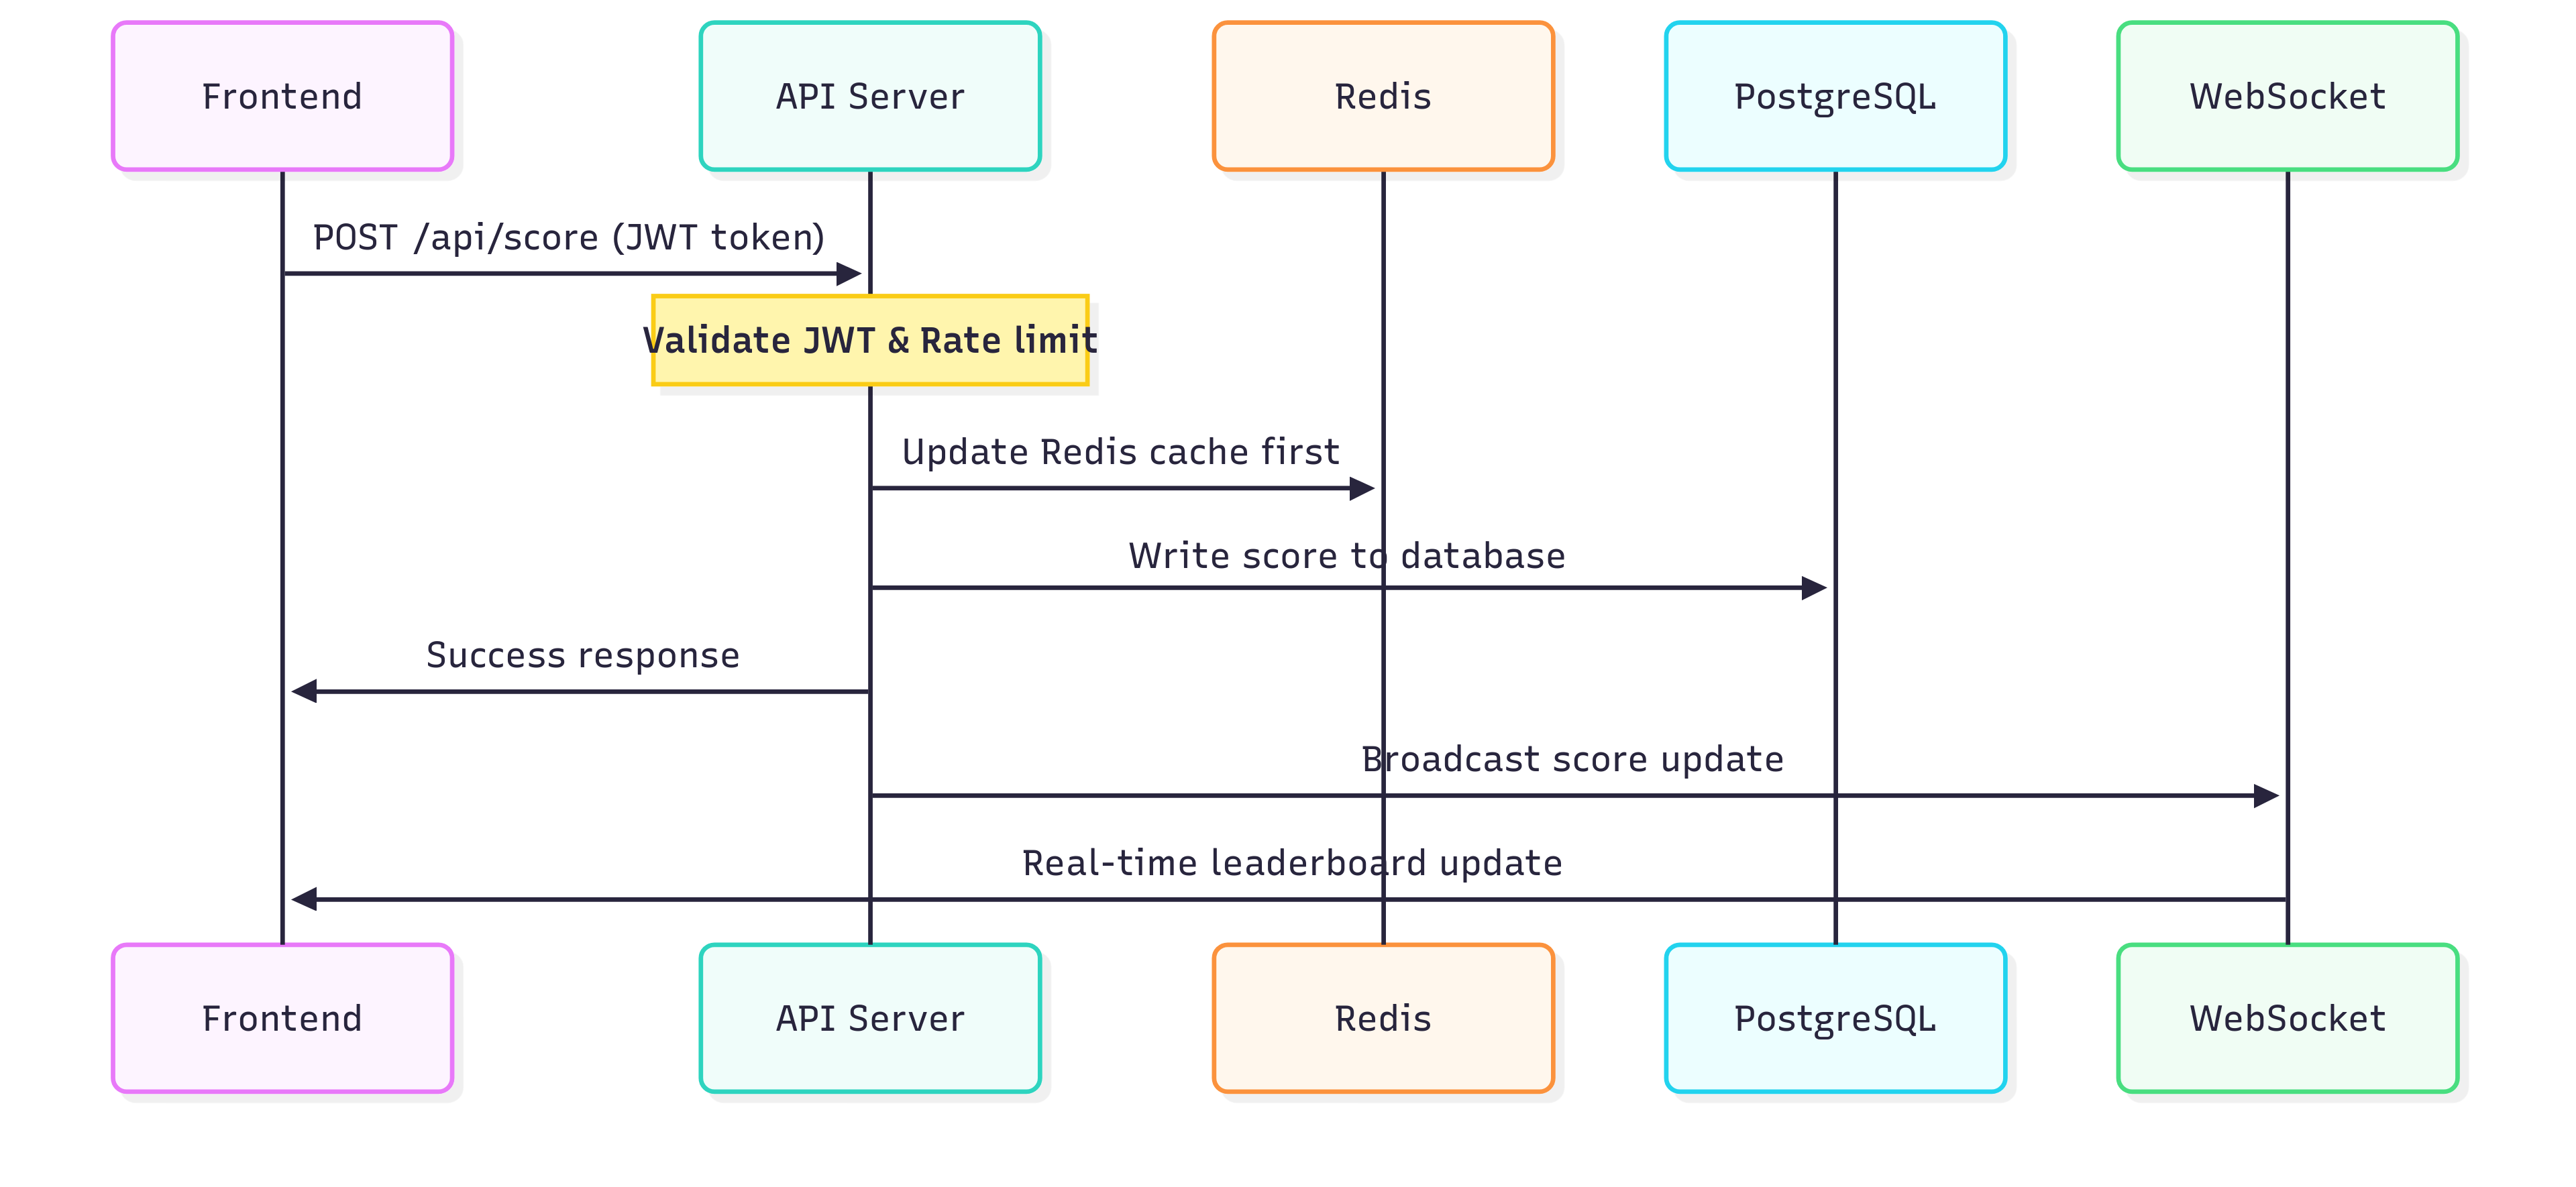 Frontend
API Server
Redis
PostgreSQL
WebSocket
POST /api/score (JWT token)
Validate JWT & Rate limit
Update Redis cache first
Write score to database
Success response
Broadcast score update
Real-time leaderboard update
Frontend
API Server
Redis
PostgreSQL
WebSocket